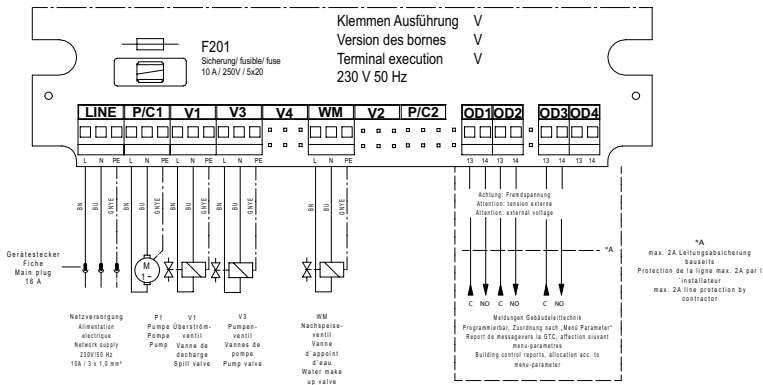 Klemmen Ausführung V
Version des bornes V
Terminal execution V
230 V 50 Hz
F201
Sicherung/ fusible/ fuse
10 A / 250V / 5x20
LINE P/C1 V1 V3 V4 WM V2 P/C2 OD1 OD2 OD3 OD4
L N PE L N PE L N PE L N PE L N PE 13 14 13 14 13 14 13 14
BN BU GNYE BN BU GNYE BN BU GNYE BN BU GNYE BN BU GNYE
Achtung: Fremdspannung
Attention: tension externe
Attention: external voltage
*A
Gerätestecker
Fiche
Main plug
16 A
M
1 ~
*A
max. 2A Leitungsabsicherung
bauseits
Protection de la ligne max. 2A par l
´installateur
max. 2A line protection by
contractor
C NO C NO C NO
Netzversorgung
Alimentation
electrique
Network supply
230V/50 Hz
10A / 3 x 1,0 mm²
P1
Pumpe
Pompe
Pump
V1
Überström-
ventil
Vanne de
decharge
Spill valve
V3
Pumpen-
ventil
Vannes de
pompe
Pump valve
WM
Nachspeise-
ventil
Vanne
d´appoint
d´eau
Water make
up valve
Meldungen Gebäudeleittechnik
Programmierbar, Zuordnung nach „Menü Parameter“
Report de messagevers la GTC, affection siuvant
menu-parametres
Building control reports, allocation acc. to
menu-parameter